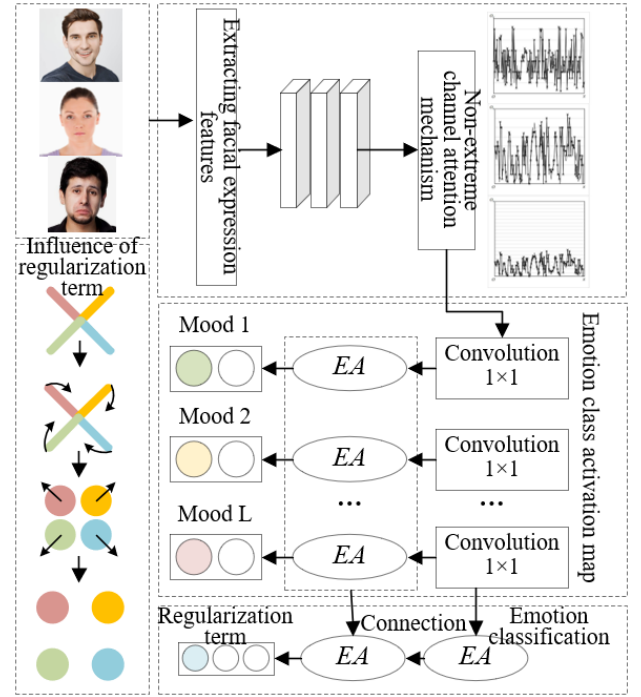 Extracting facial expression
features
Non-extreme
channel attention
mechanism
Influence of
regularization
term
Mood 1
EA
Convolution
1×1
Mood 2
EA
Convolution
1×1
...
...
Mood L
EA
Convolution
1×1
Emotion class activation map
Regularization
term
Connection
Emotion
classification
EA
EA